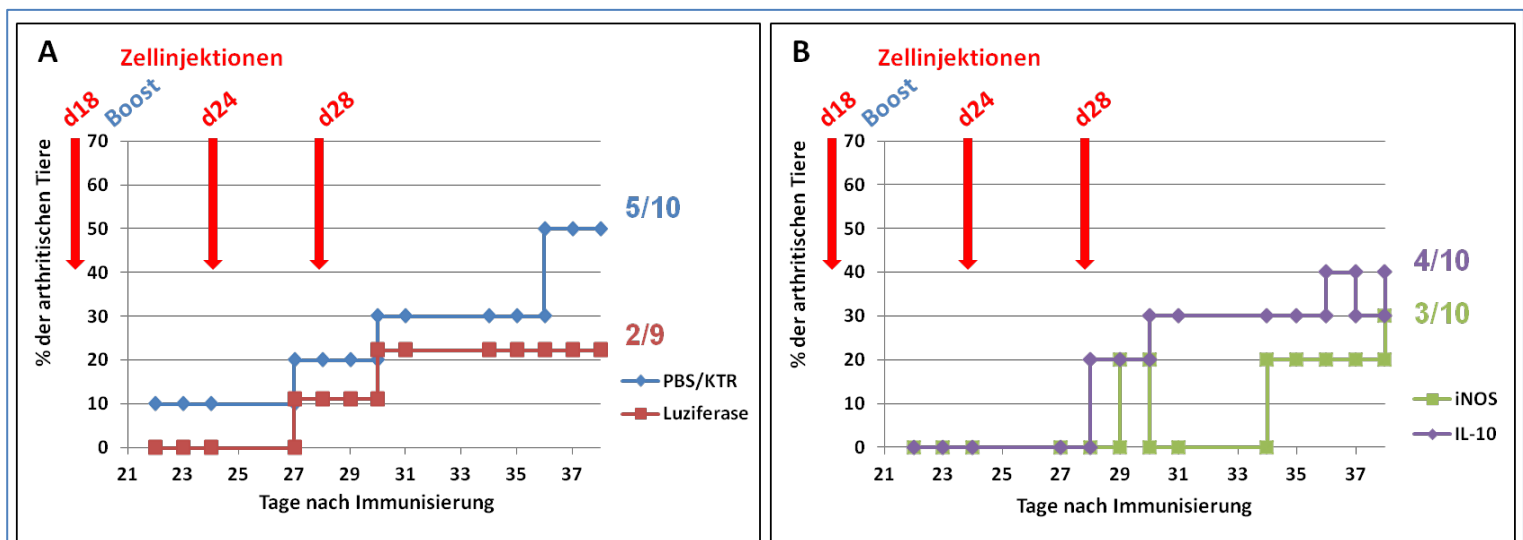 A
Zellinjektionen
d18
Boost
d24
d28
% der arthritischen Tiere
70
60
50
40
30
20
10
0
21 23 25 27 29 31 33 35 37
Tage nach Immunisierung
5/10
2/9
PBS/KTR
Luziferase
B
Zellinjektionen
d18
Boost
d24
d28
% der arthritischen Tiere
70
60
50
40
30
20
10
0
21 23 25 27 29 31 33 35 37
Tage nach Immunisierung
4/10
3/10
iNOS
IL-10